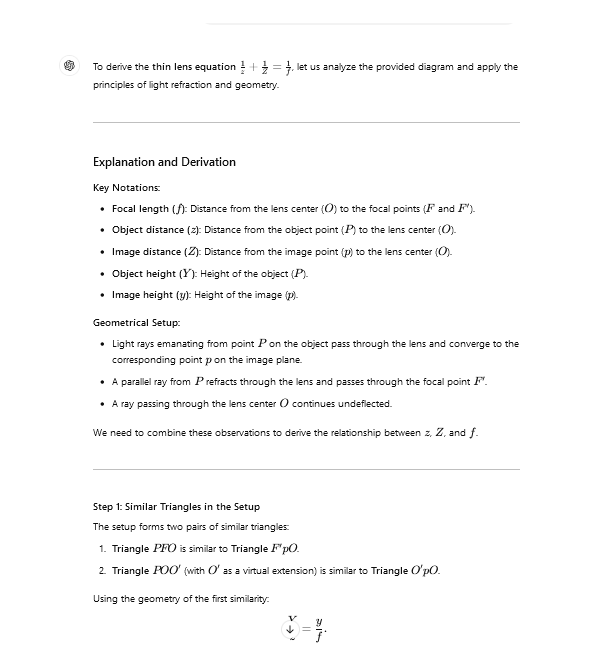 To derive the thin lens equation 1/z + 1/Z = 1/f, let us analyze the provided diagram and apply the
principles of light refraction and geometry.
Explanation and Derivation
Key Notations:
• Focal length (f): Distance from the lens center (O) to the focal points (F and F').
• Object distance (z): Distance from the object point (P) to the lens center (O).
• Image distance (Z): Distance from the image point (p) to the lens center (O).
• Object height (Y): Height of the object (P).
• Image height (y): Height of the image (p).
Geometrical Setup:
• Light rays emanating from point P on the object pass through the lens and converge to the
corresponding point p on the image plane.
• A parallel ray from P refracts through the lens and passes through the focal point F'.
• A ray passing through the lens center O continues undeflected.
We need to combine these observations to derive the relationship between z, Z, and f.
Step 1: Similar Triangles in the Setup
The setup forms two pairs of similar triangles:
1. Triangle PFO is similar to Triangle F'pO.
2. Triangle POO' (with O' as a virtual extension) is similar to Triangle O'pO.
Using the geometry of the first similarity:
= y/f.